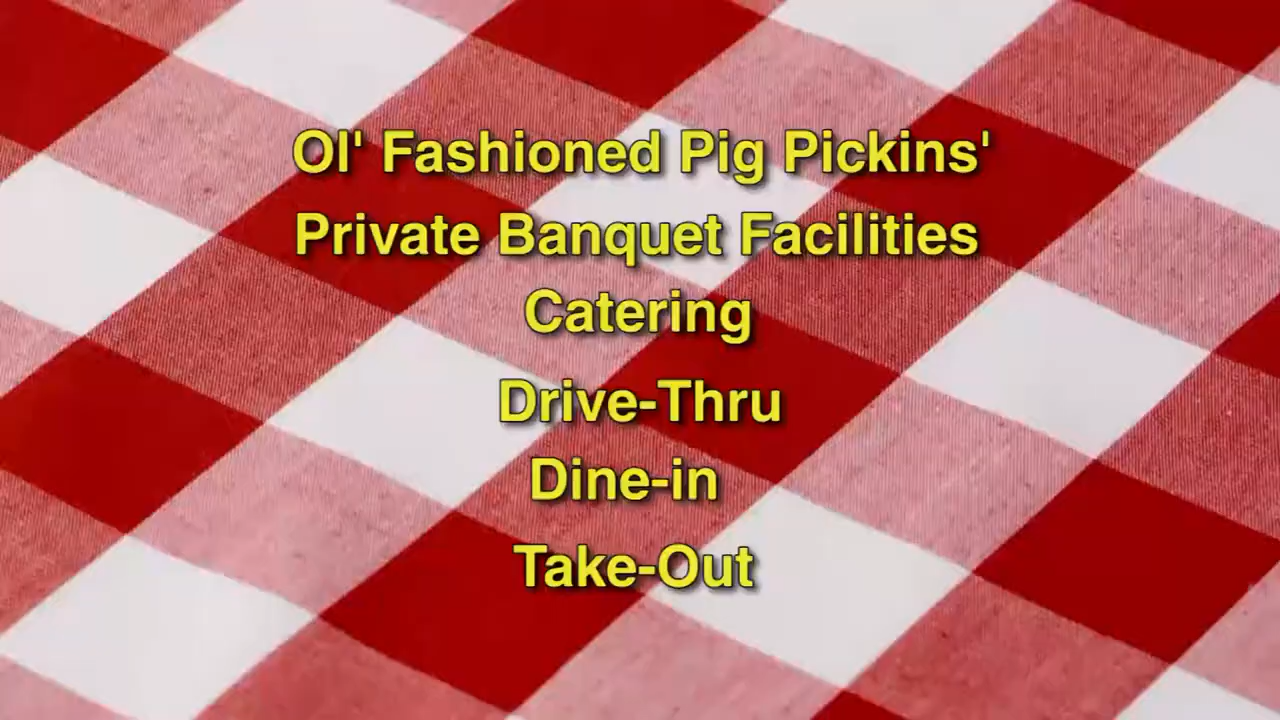 Ol' Fashioned Pig Pickins'
Private Banquet Facilities
Catering
Drive-Thru
Dine-in
Take-Out